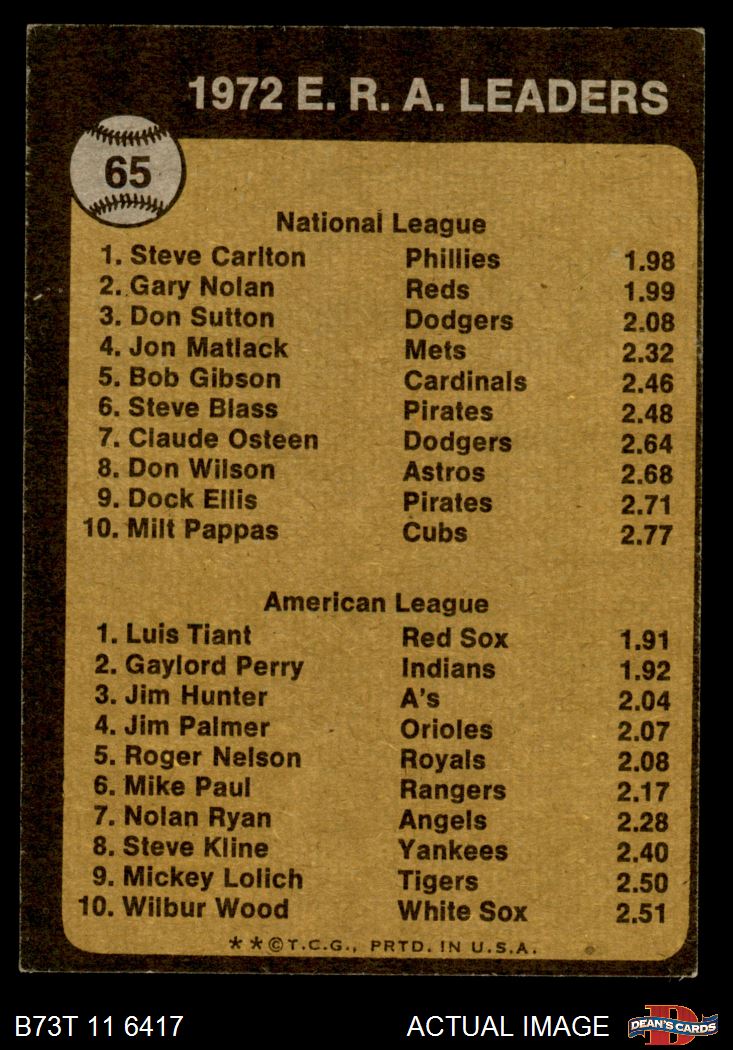 1972 E. R. A. LEADERS
65
National League
1. Steve Carlton Phillies 1.98
2. Gary Nolan Reds 1.99
3. Don Sutton Dodgers 2.08
4. Jon Matlack Mets 2.32
5. Bob Gibson Cardinals 2.46
6. Steve Blass Pirates 2.48
7. Claude Osteen Dodgers 2.64
8. Don Wilson Astros 2.68
9. Dock Ellis Pirates 2.71
10. Milt Pappas Cubs 2.77
American League
1. Luis Tiant Red Sox 1.91
2. Gaylord Perry Indians 1.92
3. Jim Hunter A's 2.04
4. Jim Palmer Orioles 2.07
5. Roger Nelson Royals 2.08
6. Mike Paul Rangers 2.17
7. Nolan Ryan Angels 2.28
8. Steve Kline Yankees 2.40
9. Mickey Lolich Tigers 2.50
10. Wilbur Wood White Sox 2.51
**©T.C.G., PRTD. IN U.S.A.
B73T 11 6417 ACTUAL IMAGE D DEAN'S CARDS